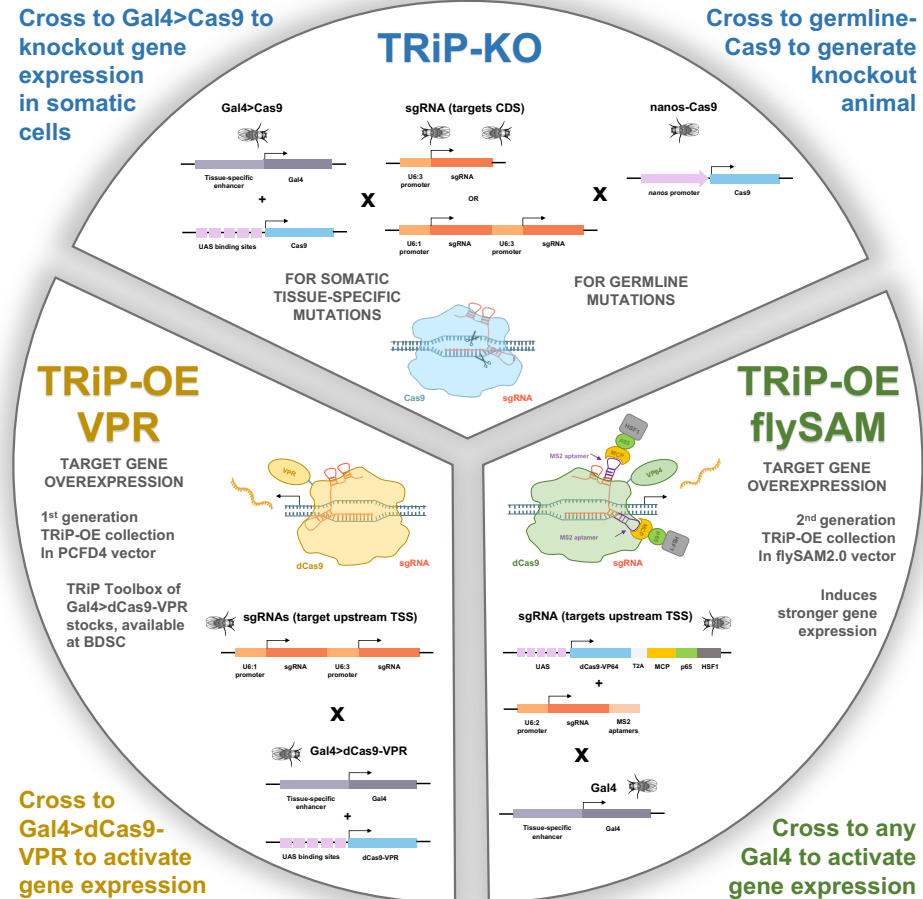 Cross to Gal4>Cas9 to
knockout gene
expression
in somatic
cells
TRiP-KO
Cross to germline-
Cas9 to generate
knockout
animal
Gal4>Cas9
Tissue-specific
enhancer
Gal4
+
UAS binding sites
Cas9
X
sgRNA (targets CDS)
U6:3
promoter
sgRNA
OR
U6:1
promoter
sgRNA
U6:3
promoter
sgRNA
X
nanos-Cas9
nanos promoter
Cas9
FOR SOMATIC
TISSUE-SPECIFIC
MUTATIONS
FOR GERMLINE
MUTATIONS
Cas9
sgRNA
TRiP-OE
VPR
TARGET GENE
OVEREXPRESSION
1st generation
TRiP-OE collection
In PCFD4 vector
TRiP Toolbox of
Gal4>dCas9-VPR
stocks, available
at BDSC
VPR
dCas9
sgRNA
sgRNAs (target upstream TSS)
U6:1
promoter
sgRNA
U6:3
promoter
sgRNA
X
Gal4>dCas9-VPR
Tissue-specific
enhancer
Gal4
+
UAS binding sites
dCas9-VPR
Cross to
Gal4>dCas9-
VPR to activate
gene expression
TRiP-OE
flySAM
TARGET GENE
OVEREXPRESSION
2nd generation
TRiP-OE collection
In flySAM2.0 vector
Induces
stronger gene
expression
HSF1
p65
MCP
MS2 aptamer
VP64
MS2 aptamer
MCP
p65
HSF1
dCas9
sgRNA
sgRNA (targets upstream TSS)
UAS
dCas9-VP64
T2A
MCP
p65
HSF1
+
U6:2
promoter
sgRNA
MS2
aptamers
X
Gal4
Tissue-specific
enhancer
Gal4
Cross to any
Gal4 to activate
gene expression